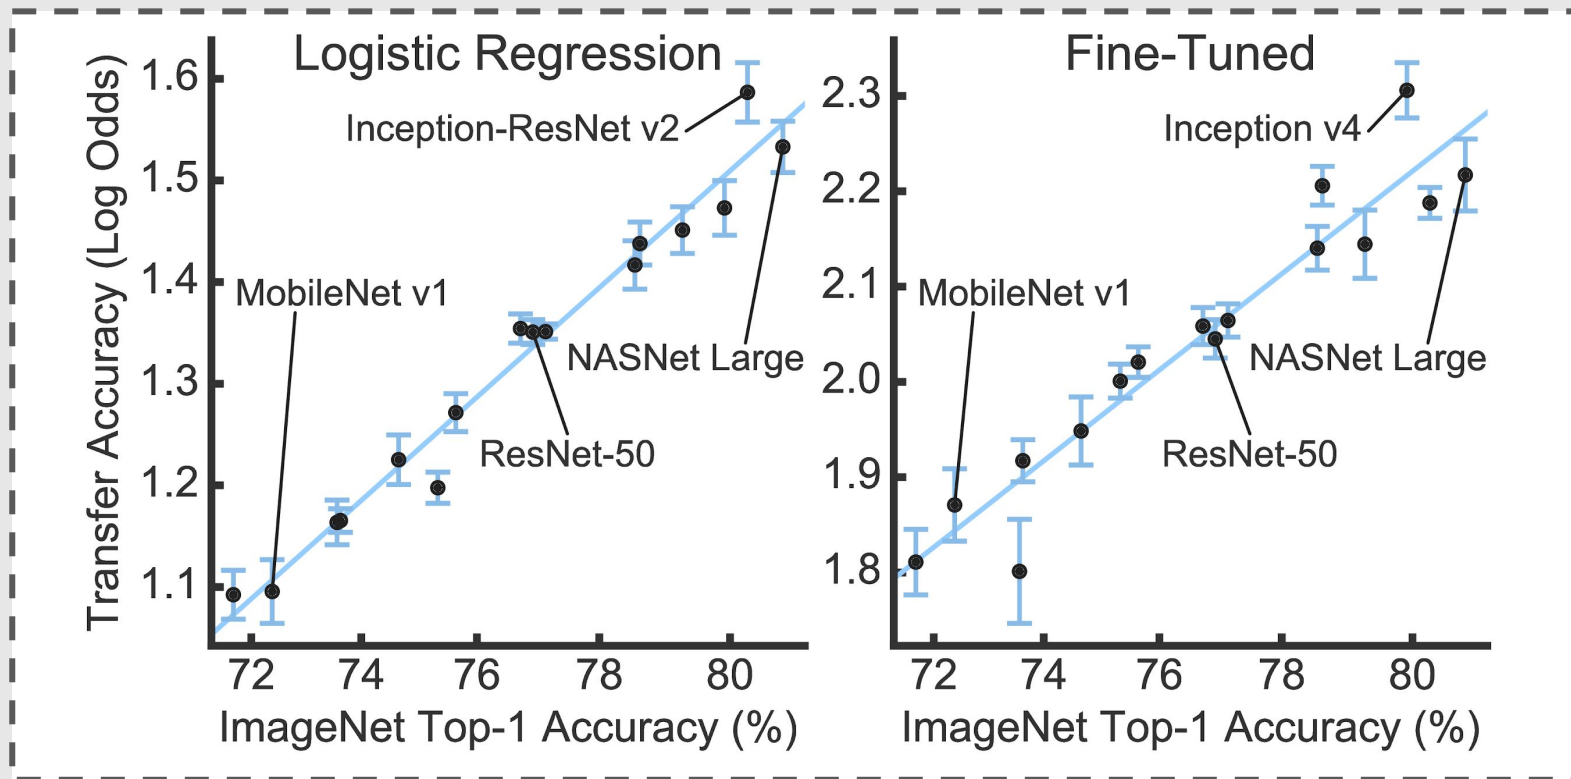 Logistic Regression
Transfer Accuracy (Log Odds)
1.6
1.5
1.4
1.3
1.2
1.1
Inception-ResNet v2
MobileNet v1
NASNet Large
ResNet-50
72 74 76 78 80
ImageNet Top-1 Accuracy (%)
Fine-Tuned
2.3
2.2
2.1
2.0
1.9
1.8
Inception v4
MobileNet v1
NASNet Large
ResNet-50
72 74 76 78 80
ImageNet Top-1 Accuracy (%)